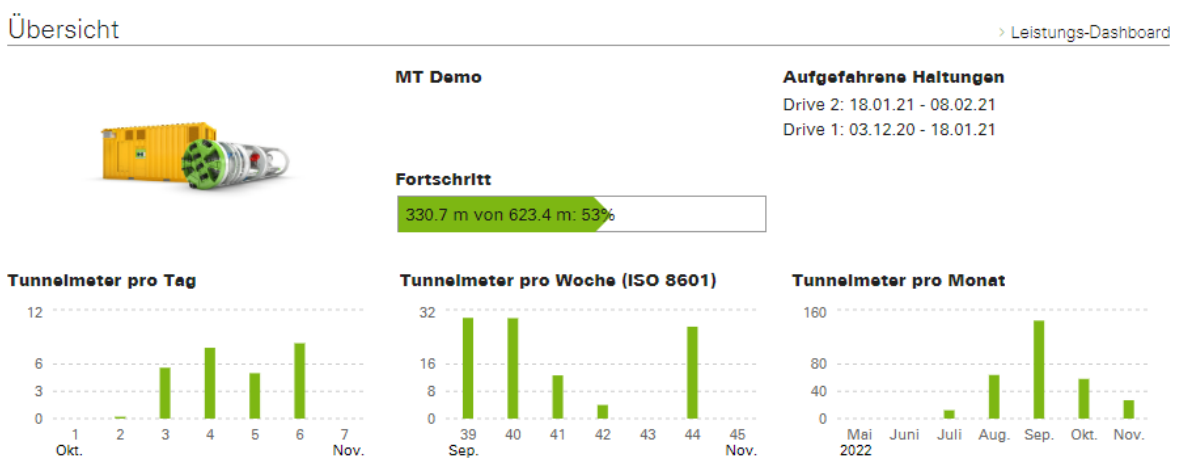 Übersicht
› Leistungs-Dashboard
MT Demo
Aufgefahrene Haltungen
Drive 2: 18.01.21 - 08.02.21
Drive 1: 03.12.20 - 18.01.21
Fortschritt
330.7 m von 623.4 m: 53%
Tunnelmeter pro Tag
12
6
3
0
1 2 3 4 5 6 7
Okt. Nov.
Tunnelmeter pro Woche (ISO 8601)
32
16
8
0
39 40 41 42 43 44 45
Sep. Nov.
Tunnelmeter pro Monat
160
80
40
0
Mai Juni Juli Aug. Sep. Okt. Nov.
2022